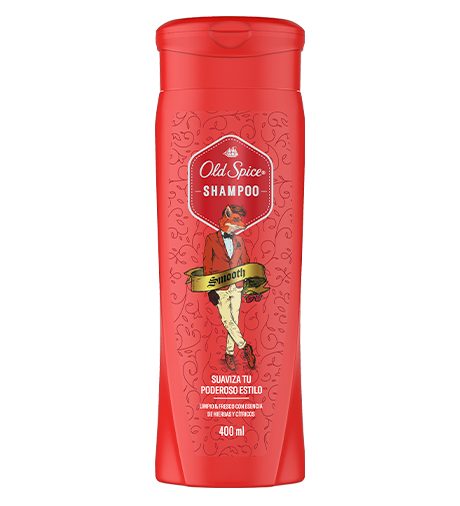 Old Spice®
SHAMPOO
Smooth
SUAVIZA TU
PODEROSO ESTILO
LIMPIO & FRESCO CON ESENCIA
DE HIERBAS Y CÍTRICOS
400 ml